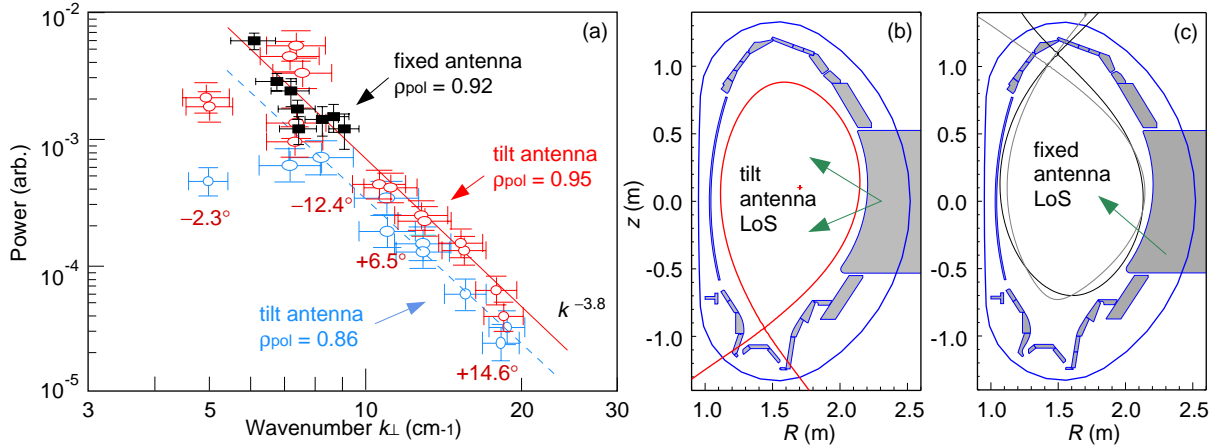 10⁻²
10⁻³
10⁻⁴
10⁻⁵
Power (arb.)
(a)
fixed antenna
ρpol = 0.92
tilt antenna
ρpol = 0.95
−2.3°
−12.4°
+6.5°
k −3.8
tilt antenna
ρpol = 0.86
+14.6°
3
5
10
20
30
Wavenumber k⊥ (cm-1)
(b)
1.0
0.5
0.0
-0.5
1.0
z (m)
tilt
antenna
LoS
1.0
1.5
2.0
2.5
R (m)
(c)
1.0
0.5
0.0
-0.5
-1.0
fixed
antenna
LoS
1.0
1.5
2.0
2.5
R (m)